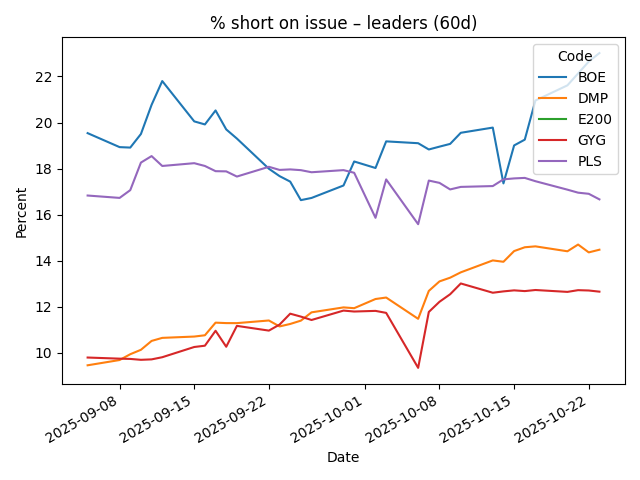 % short on issue – leaders (60d)
Code
BOE
DMP
E200
GYG
PLS
Percent
22
20
18
16
14
12
10
2025-09-08
2025-09-15
2025-09-22
2025-10-01
2025-10-08
2025-10-15
2025-10-22
Date